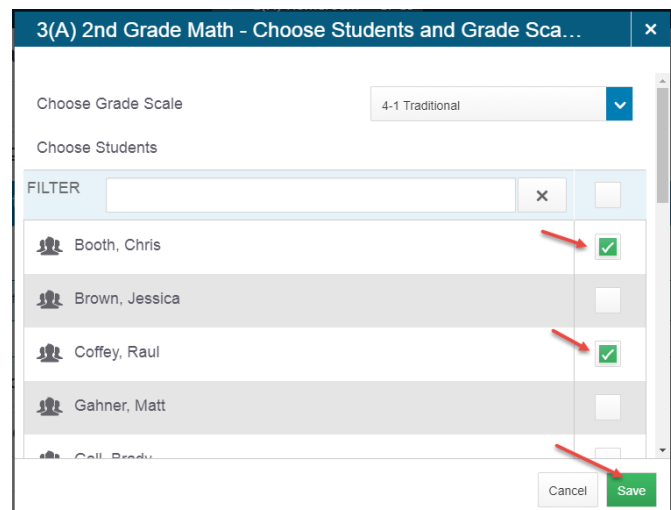 3(A) 2nd Grade Math - Choose Students and Grade Sca...
Choose Grade Scale
4-1 Traditional
Choose Students
FILTER
Booth, Chris
Brown, Jessica
Coffey, Raul
Gahner, Matt
Cancel Save